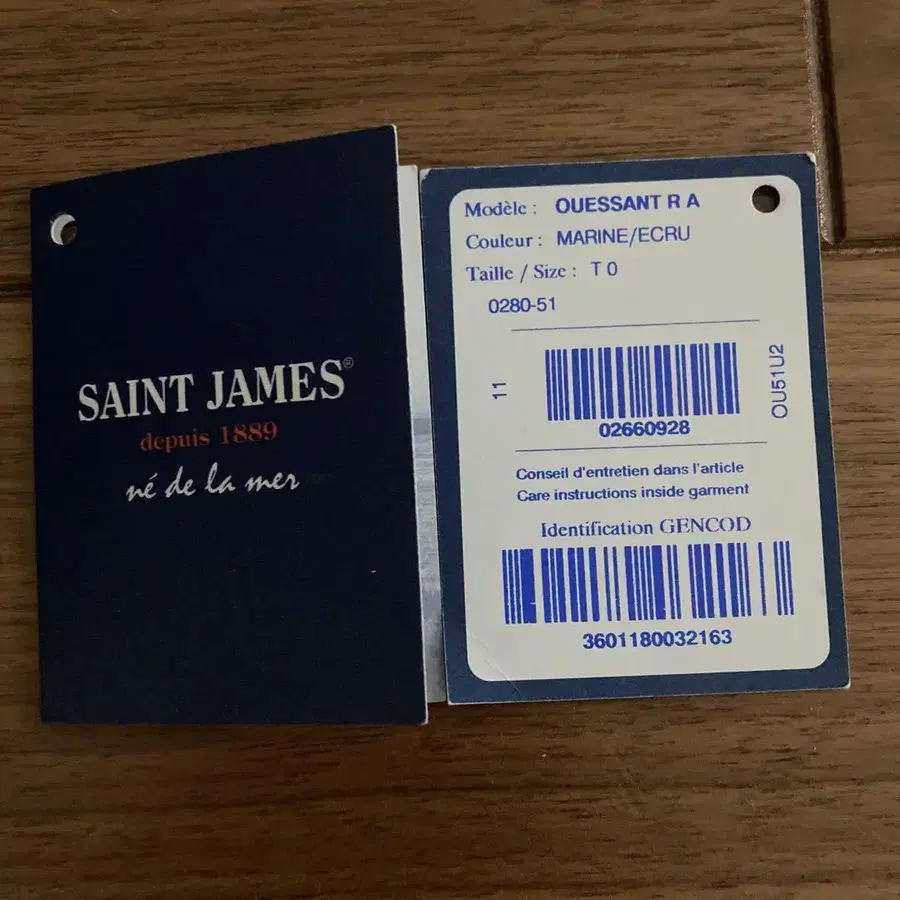 SAINT JAMES®
depuis 1889
né de la mer
Modèle : OUESSANT R A
Couleur : MARINE/ECRU
Taille / Size : T 0
0280-51
11
02660928
OU51U2
Conseil d'entretien dans l'article
Care instructions inside garment
Identification GENCOD
3601180032163